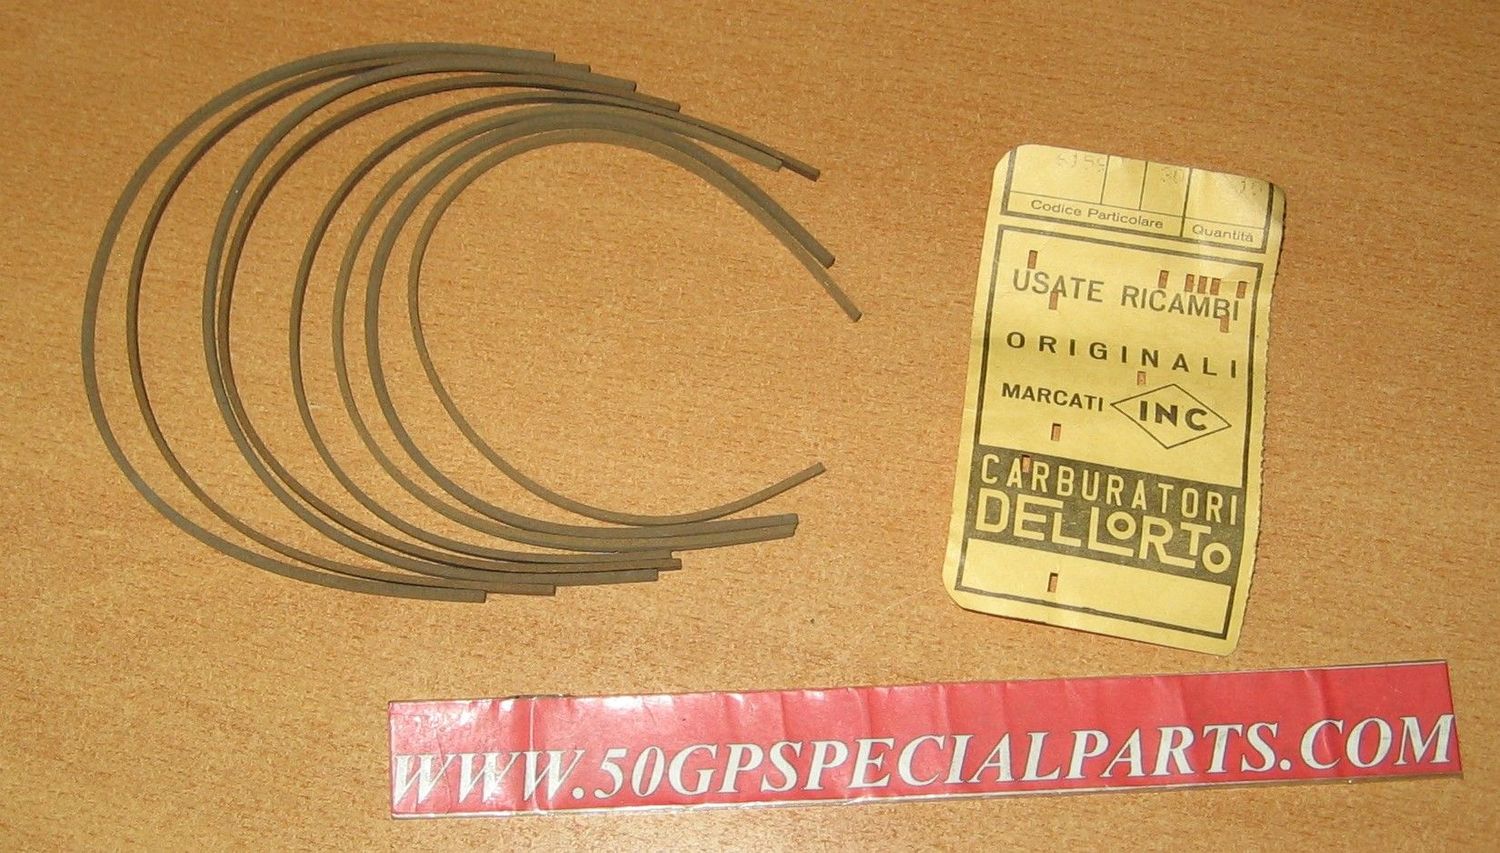 Codice Particolare Quantità
USATE RICAMBI
ORIGINALI
MARCATI INC
CARBURATORI
DELLORTO
WWW.50GPSPECIALPARTS.COM